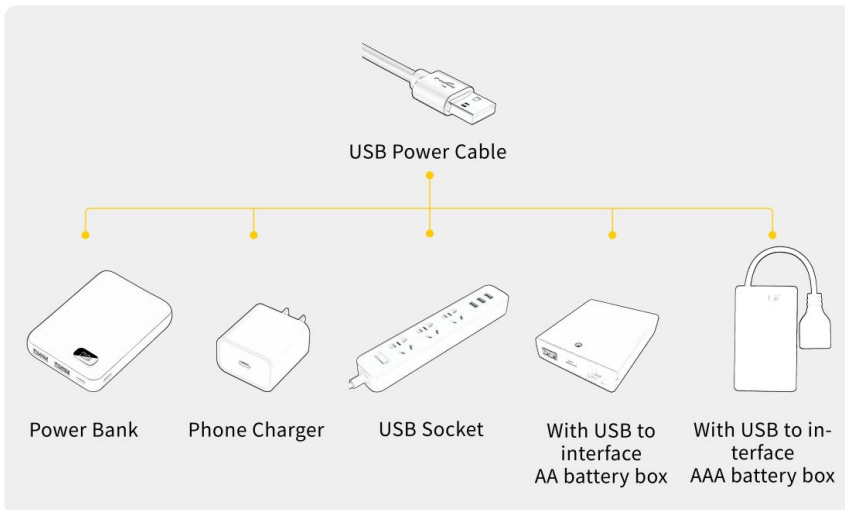 USB Power Cable
Power Bank
Phone Charger
USB Socket
With USB to
interface
AA battery box
With USB to in-
terface
AAA battery box